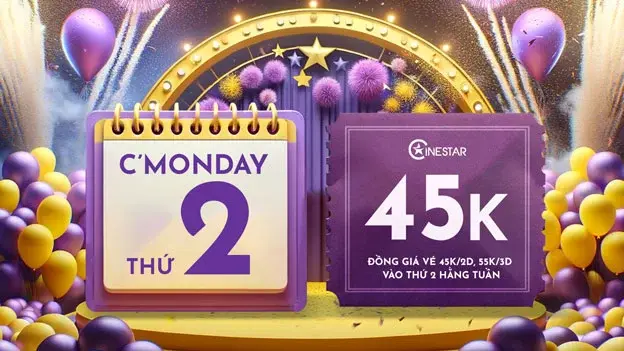 C'MONDAY
THỨ 2
CINESTAR
45K
ĐỒNG GIÁ VÉ 45K/2D, 55K/3D
VÀO THỨ 2 HẰNG TUẦN